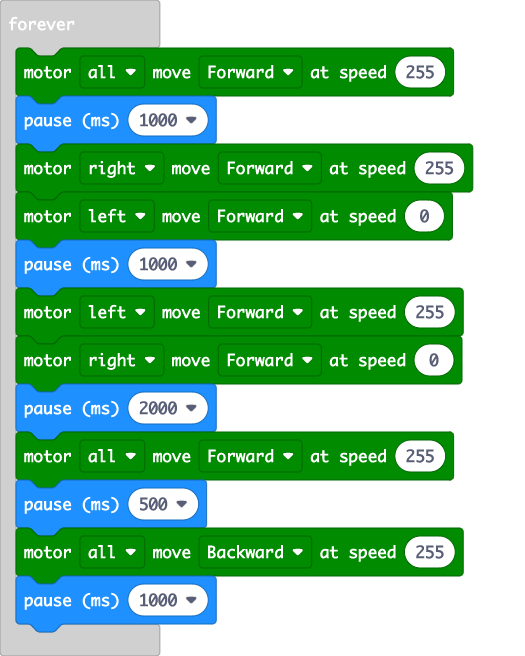 forever
motor all move Forward at speed 255
pause (ms) 1000
motor right move Forward at speed 255
motor left move Forward at speed 0
pause (ms) 1000
motor left move Forward at speed 255
motor right move Forward at speed 0
pause (ms) 2000
motor all move Forward at speed 255
pause (ms) 500
motor all move Backward at speed 255
pause (ms) 1000